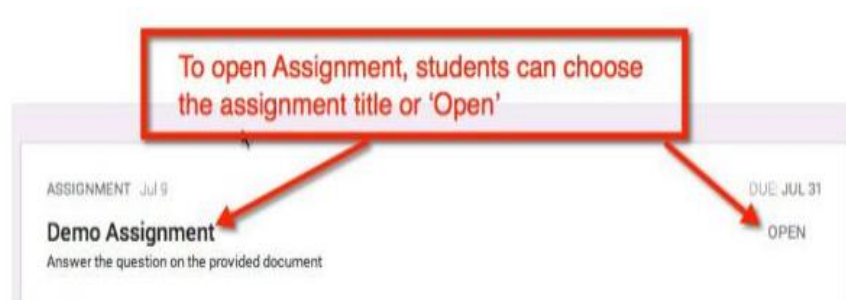 To open Assignment, students can choose
the assignment title or 'Open'
ASSIGNMENT Jul 9
DUE: JUL 31
Demo Assignment
OPEN
Answer the question on the provided document